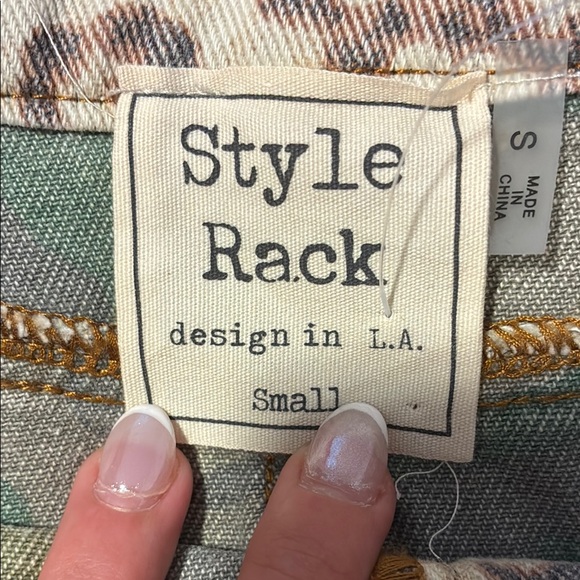 Style
Rack
design in L.A.
Small
S
MADE
IN
CHINA